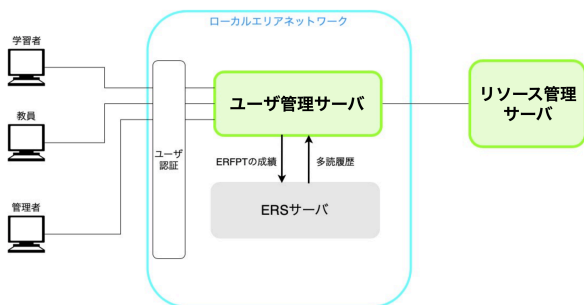 ローカルエリアネットワーク
学習者
教員
管理者
ユーザ
認証
ユーザ管理サーバ
ERFPTの成績
多読履歴
ERSサーバ
リソース管理
サーバ